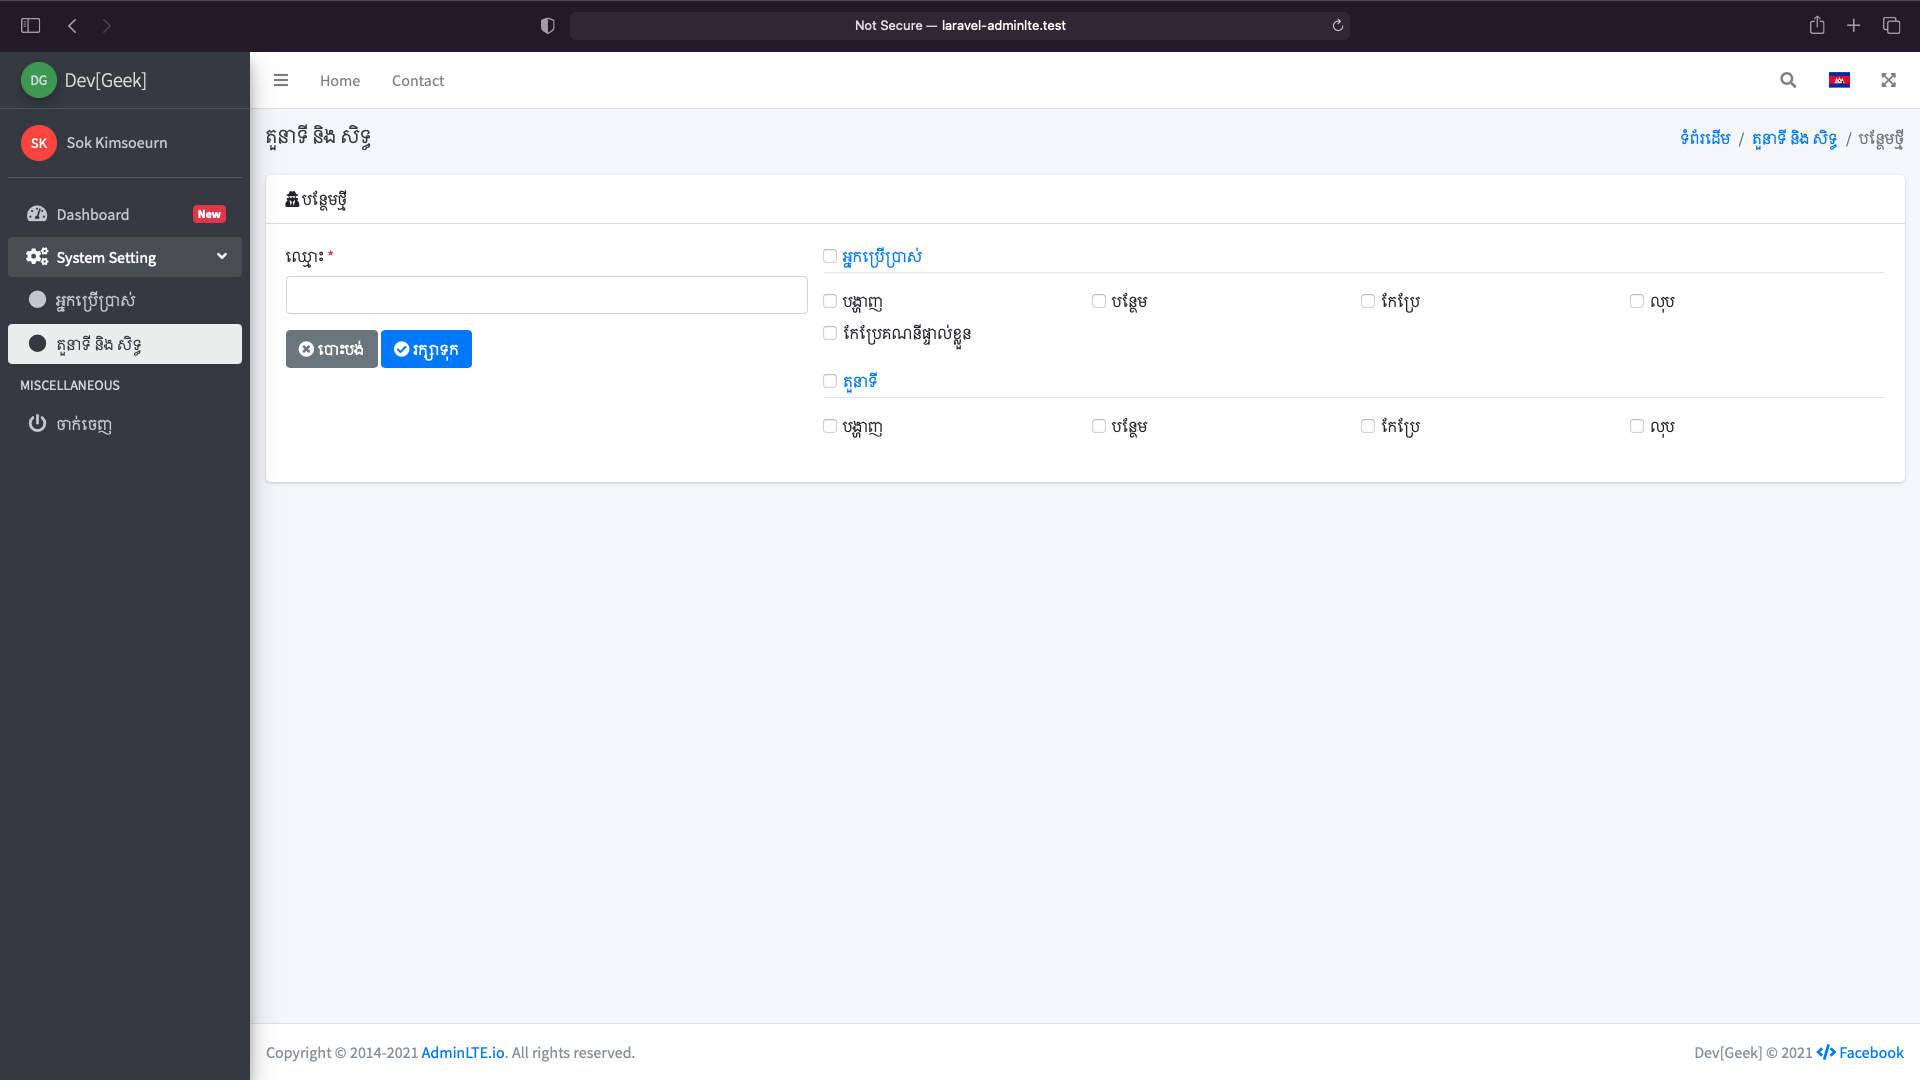 Not Secure — laravel-adminlte.test
DG Dev[Geek]
Home Contact
SK Sok Kimsoeurn
Dashboard New
System Setting
អ្នកប្រើប្រាស់
តួនាទី និង សិទ្ធ
MISCELLANEOUS
ចាក់ចេញ
តួនាទី និង សិទ្ធ
ទំព័រដើម / តួនាទី និង សិទ្ធ / បន្ថែមថ្មី
បន្ថែមថ្មី
ឈ្មោះ *
បោះបង់ រក្សាទុក
អ្នកប្រើប្រាស់
បង្ហាញ បន្ថែម កែប្រែ លុប
កែប្រែគណនីផ្ទាល់ខ្លួន
តួនាទី
បង្ហាញ បន្ថែម កែប្រែ លុប
Copyright © 2014-2021 AdminLTE.io. All rights reserved.
Dev[Geek] © 2021 </> Facebook